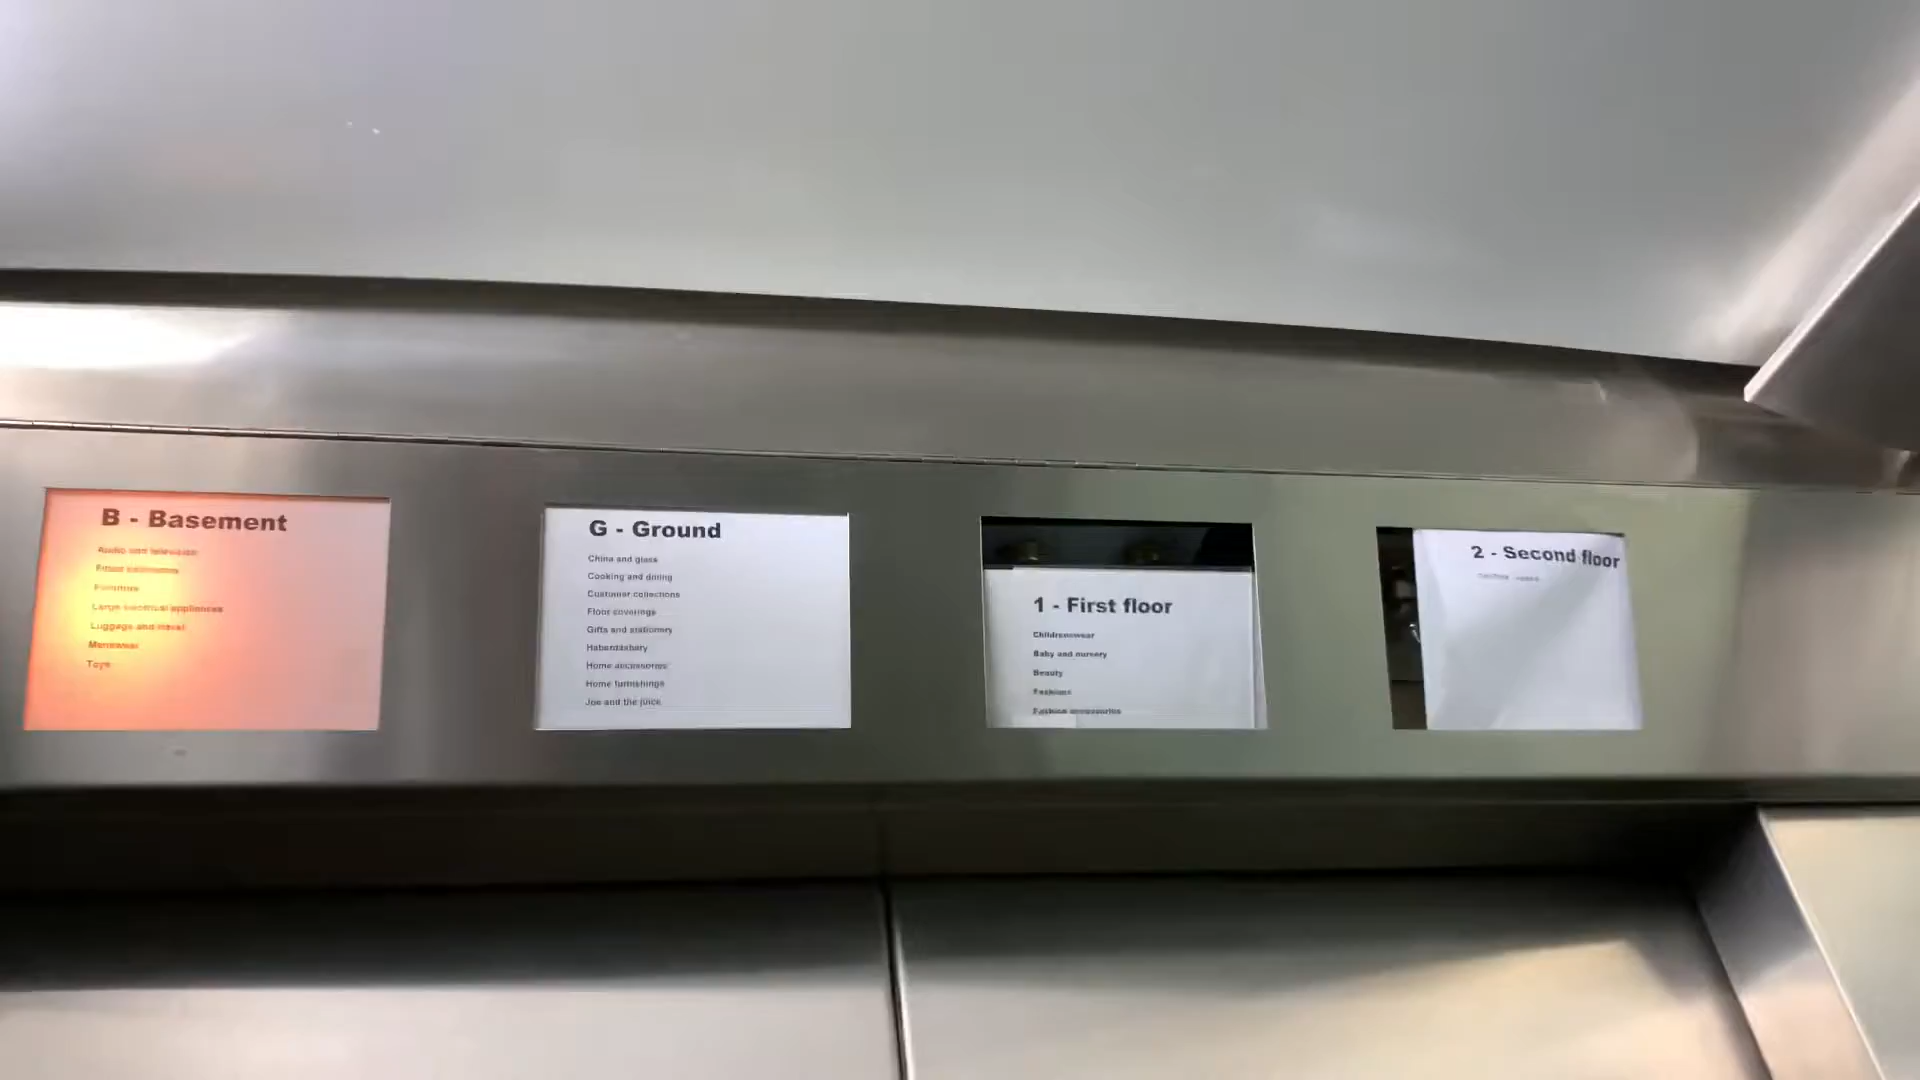 B - Basement
Audio and television
Furniture
Large electrical appliances
Luggage and travel
Menswear
Toys
G - Ground
China and glass
Cooking and dining
Customer collections
Floor coverings
Gifts and stationery
Haberdashery
Home accessories
Home furnishings
Joe and the juice
1 - First floor
Childrenswear
Baby and nursery
Beauty
Fashions
Fashion accessories
2 - Second floor